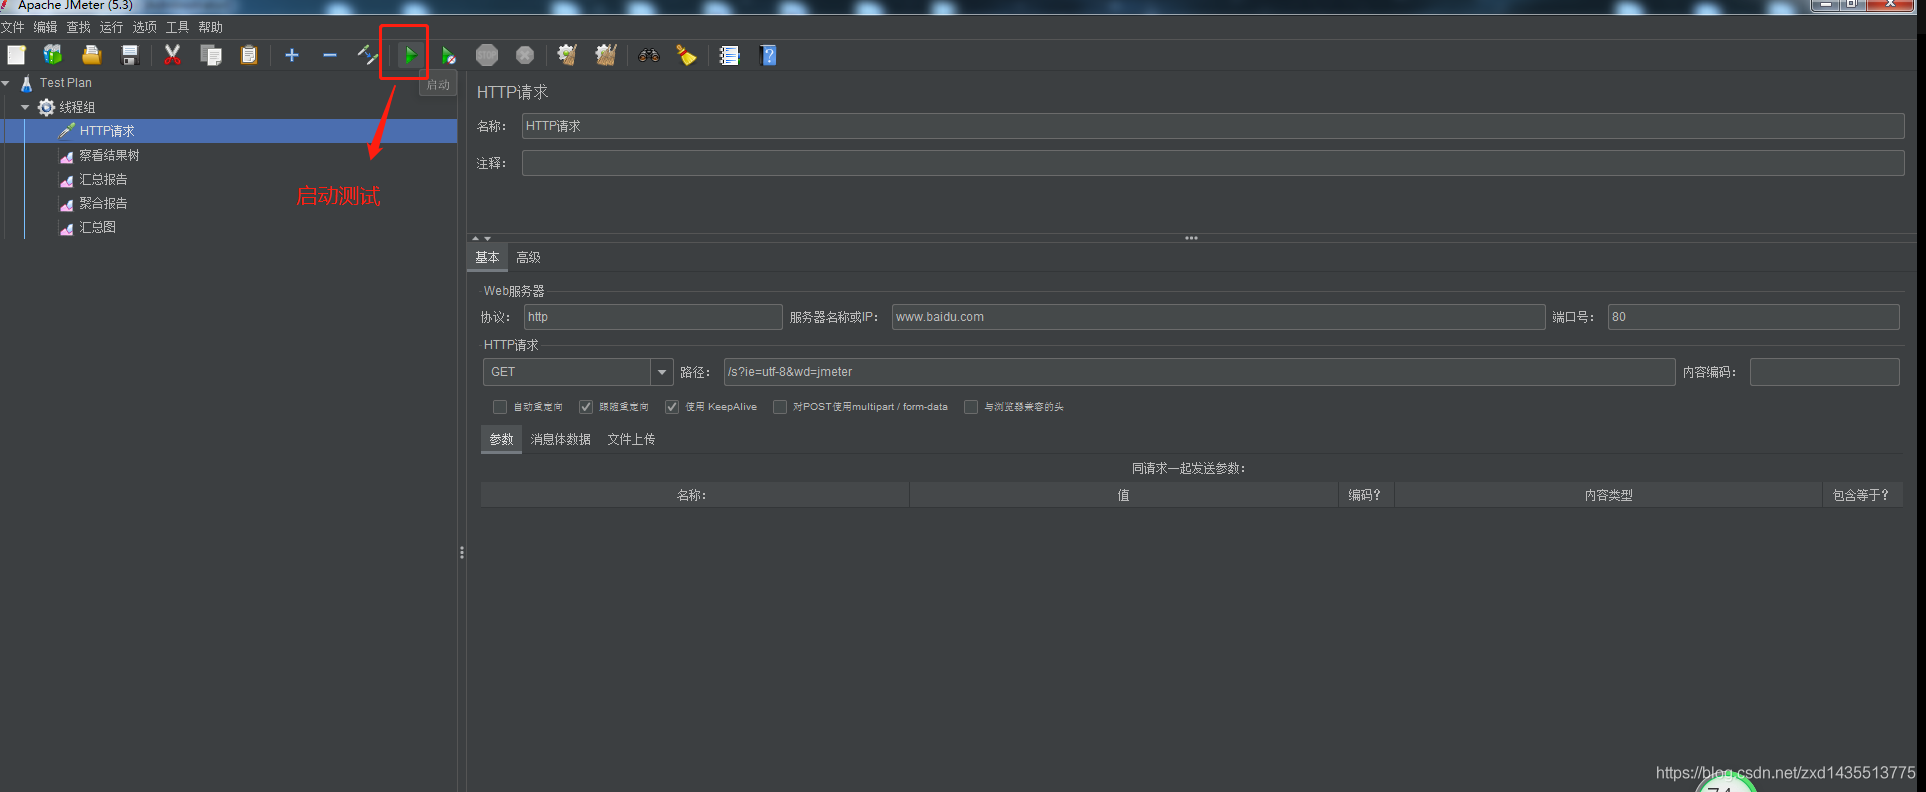 Apache JMeter (5.3)
文件 编辑 查找 运行 选项 工具 帮助
STOP
启动
Test Plan
线程组
HTTP请求
察看结果树
汇总报告
聚合报告
汇总图
启动测试
HTTP请求
名称： HTTP请求
注释：
基本 高级
Web服务器
协议： http 服务器名称或IP： www.baidu.com 端口号： 80
HTTP请求
GET 路径： /s?ie=utf-8&wd=jmeter 内容编码：
自动重定向 跟随重定向 使用 KeepAlive 对POST使用multipart / form-data 与浏览器兼容的头
参数 消息体数据 文件上传
同请求一起发送参数：
名称： 值 编码？ 内容类型 包含等于？
https://blog.csdn.net/zxd1435513775